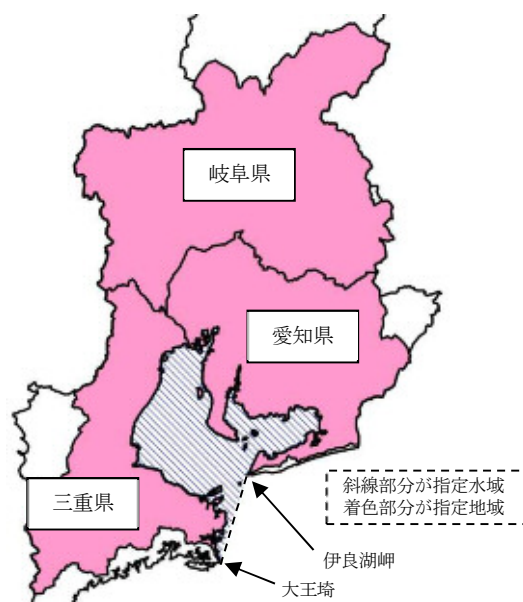 岐阜県
愛知県
三重県
斜線部分が指定水域
着色部分が指定地域
伊良湖岬
大王埼